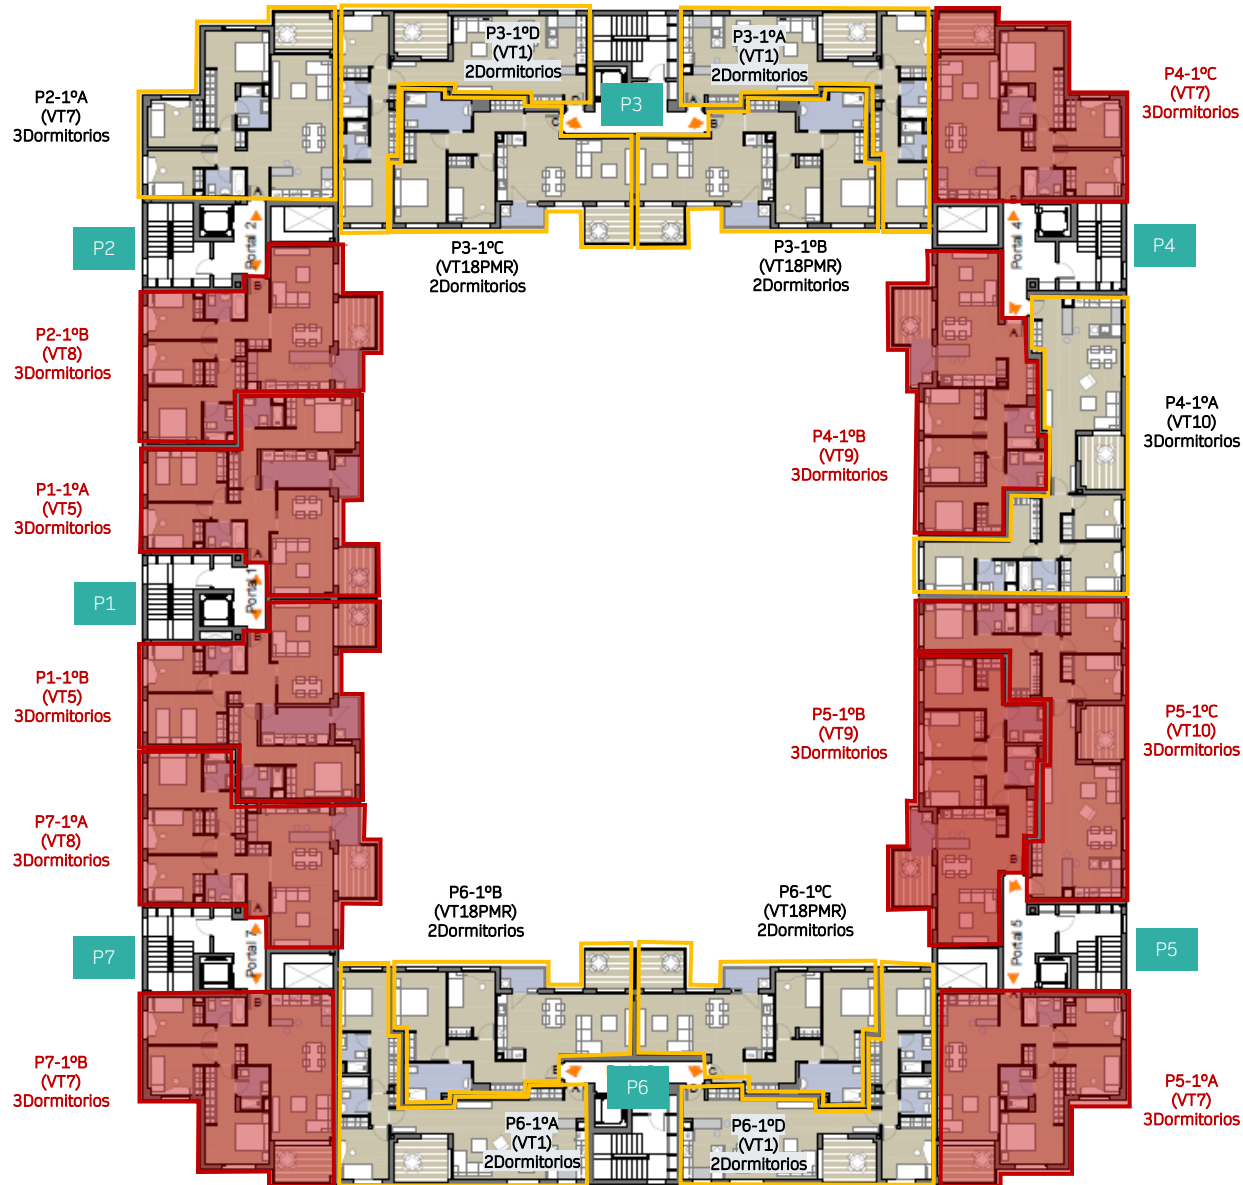 P3-1ºD
(VT1)
2Dormitorios
P3-1ºA
(VT1)
2Dormitorios
P4-1ºC
(VT7)
3Dormitorios
P2-1ºA
(VT7)
3Dormitorios
P3
C
B
A
Portal 2
Portal 4
P2
P4
P3-1ºC
(VT18PMR)
2Dormitorios
P3-1ºB
(VT18PMR)
2Dormitorios
B
A
P2-1ºB
(VT8)
3Dormitorios
P4-1ºA
(VT10)
3Dormitorios
P4-1ºB
(VT9)
3Dormitorios
P1-1ºA
(VT5)
3Dormitorios
A
Portal 1
P1
B
P1-1ºB
(VT5)
3Dormitorios
P5-1ºB
(VT9)
3Dormitorios
P5-1ºC
(VT10)
3Dormitorios
P7-1ºA
(VT8)
3Dormitorios
B
P6-1ºB
(VT18PMR)
2Dormitorios
P6-1ºC
(VT18PMR)
2Dormitorios
A
Portal 7
Portal 5
P7
P5
B
A
P7-1ºB
(VT7)
3Dormitorios
B
C
P6
P5-1ºA
(VT7)
3Dormitorios
P6-1ºA
(VT1)
2Dormitorios
P6-1ºD
(VT1)
2Dormitorios